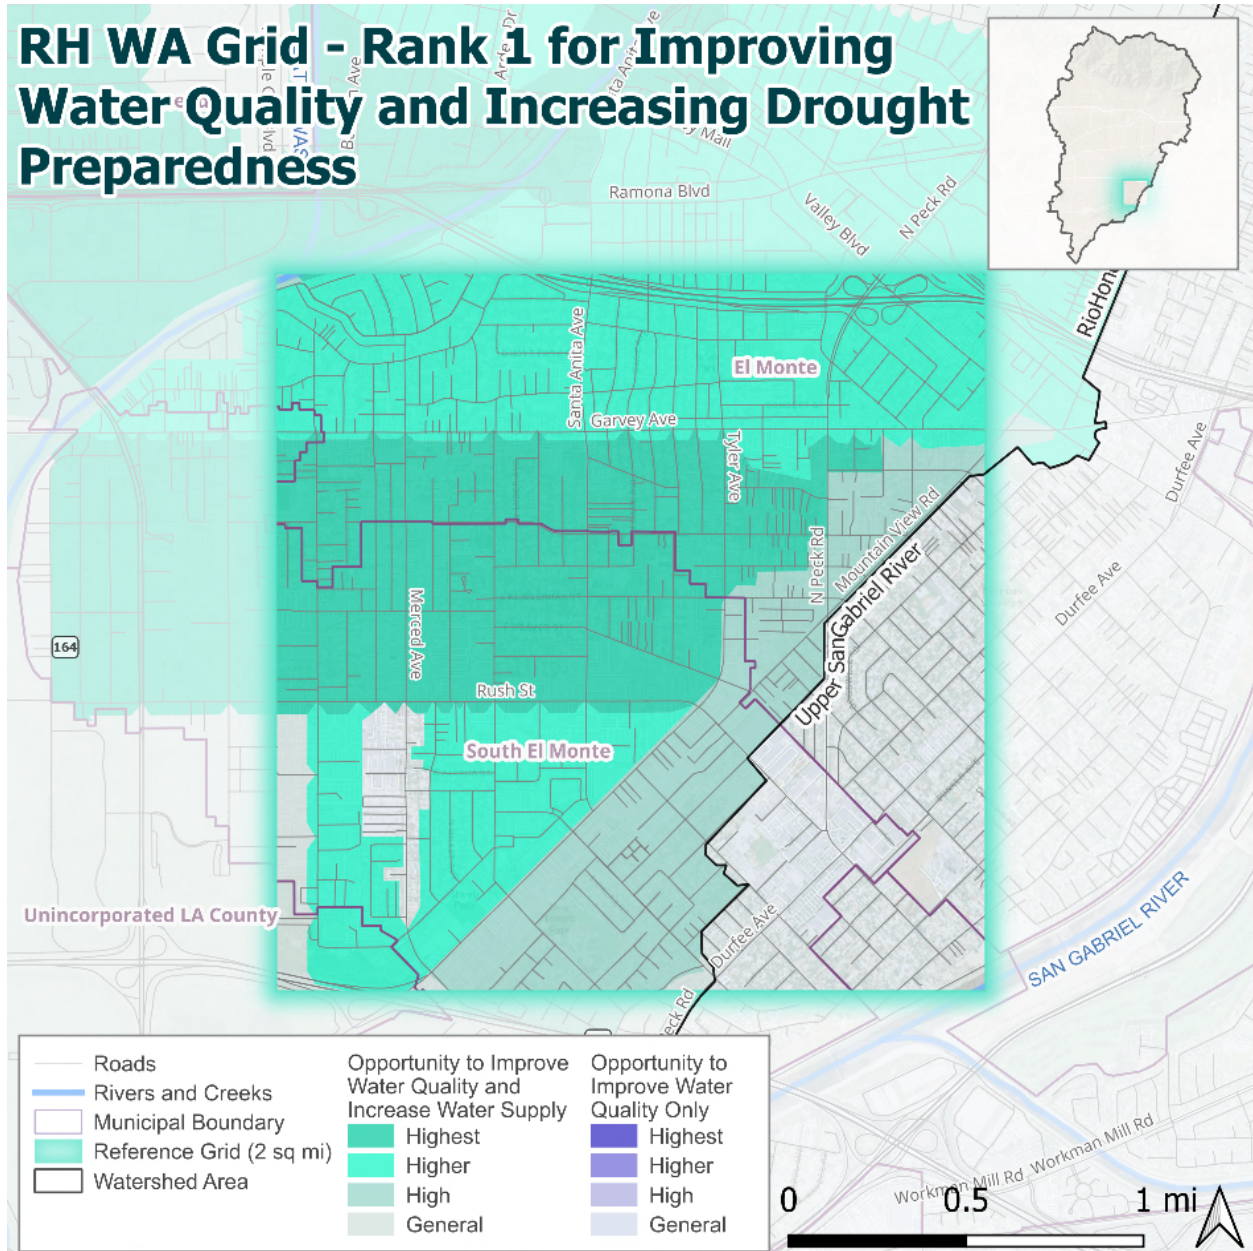 RH WA Grid - Rank 1 for Improving
Water Quality and Increasing Drought
Preparedness
Ramona Blvd
Valley Blvd
N Peck Rd
RioHon
Santa Anita Ave
El Monte
Garvey Ave
Tyler Ave
Durfee Ave
N Peck Rd
Mountain View Rd
Upper San Gabriel River
Durfee Ave
164
Merced Ave
Rush St
South El Monte
Unincorporated LA County
Durfee Ave
SAN GABRIEL RIVER
eck Rd
Workman Mill Rd
Workman Mill Rd
Roads
Rivers and Creeks
Municipal Boundary
Reference Grid (2 sq mi)
Watershed Area
Opportunity to Improve
Water Quality and
Increase Water Supply
Highest
Higher
High
General
Opportunity to
Improve Water
Quality Only
Highest
Higher
High
General
0 0.5 1 mi